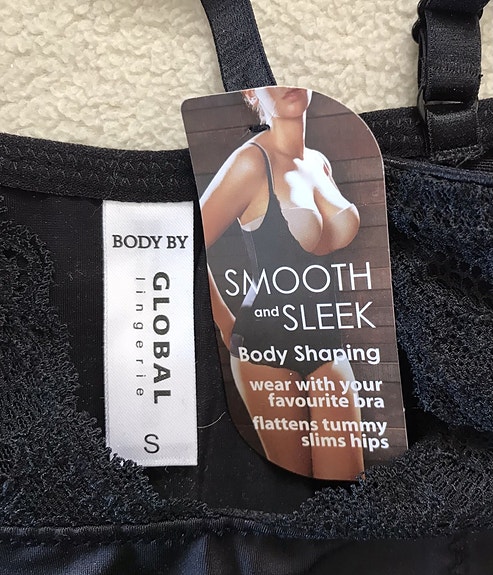 BODY BY
GLOBAL
lingerie
S
SMOOTH
and SLEEK
Body Shaping
wear with your
favourite bra
flattens tummy
slims hips